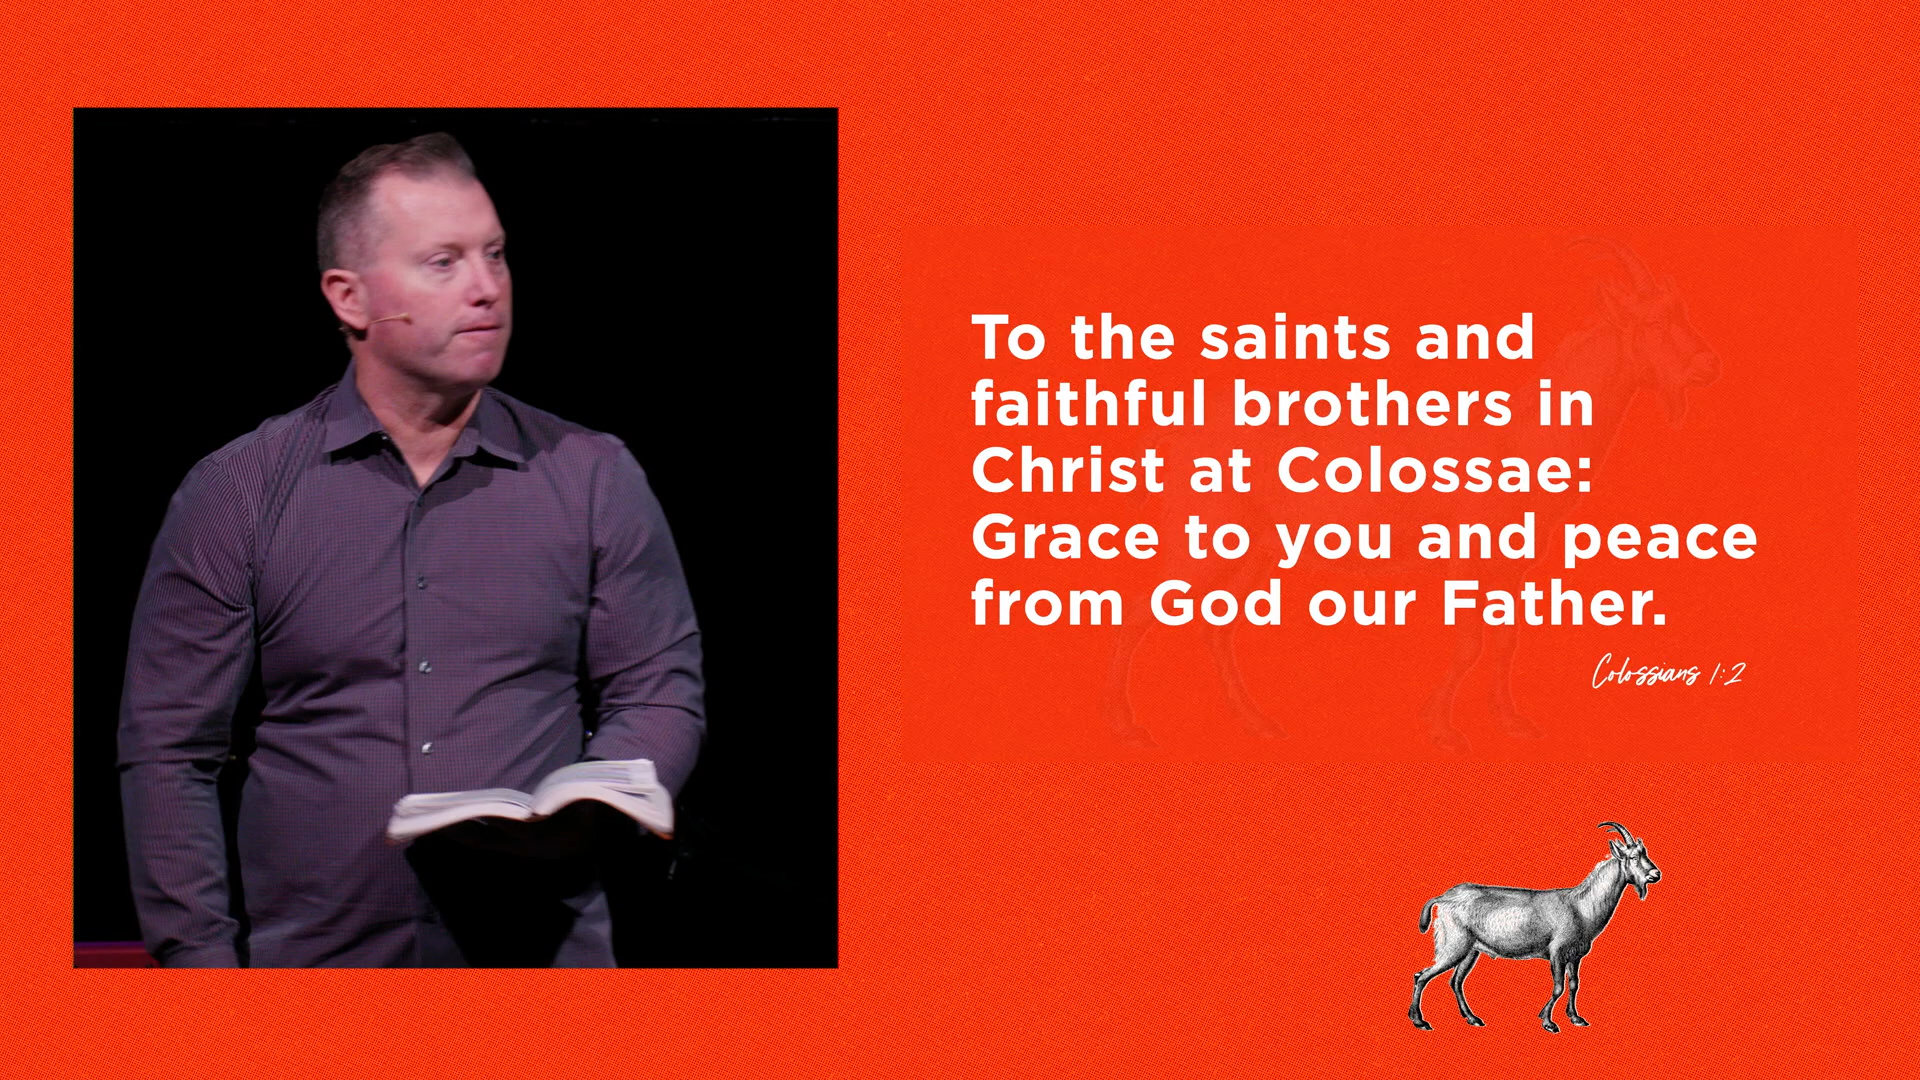 To the saints and
faithful brothers in
Christ at Colossae:
Grace to you and peace
from God our Father.
Colossians 1:2